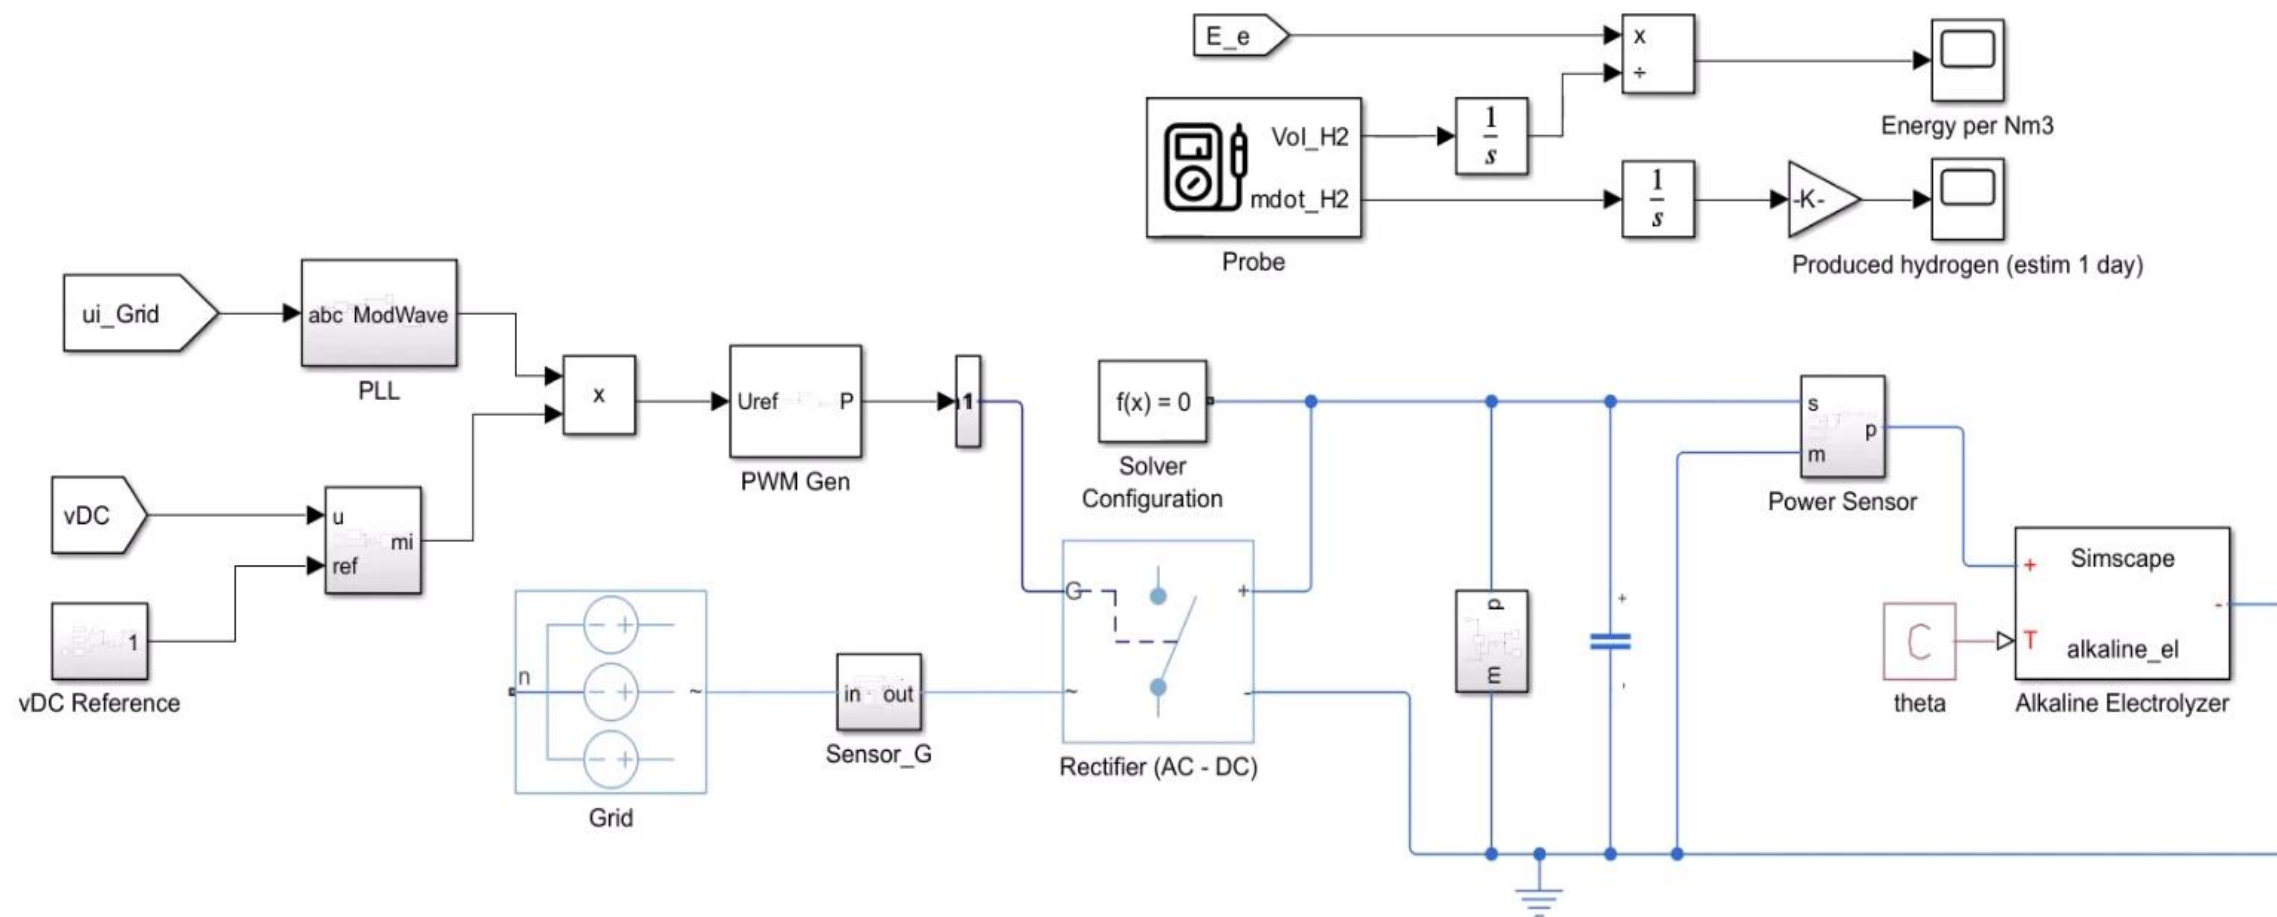 E_e
x
÷
Energy per Nm3
Vol_H2
1
s
mdot_H2
1
s
-K-
Probe
Produced hydrogen (estim 1 day)
ui_Grid
abc ModWave
PLL
x
Uref P
PWM Gen
1
f(x) = 0
Solver
Configuration
s
p
m
Power Sensor
vDC
u
mi
ref
1
vDC Reference
n
~
Grid
in out
Sensor_G
G
+
~
-
Rectifier (AC - DC)
p
m
+
-
C
theta
Simscape
+
-
T
alkaline_el
Alkaline Electrolyzer